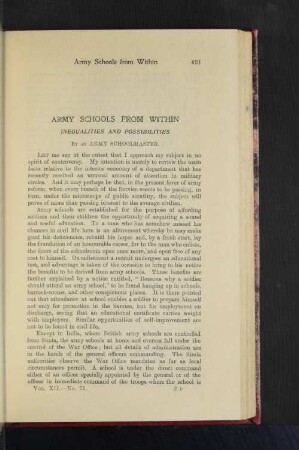 Army Schools from Within 481
ARMY SCHOOLS FROM WITHIN
INEQUALITIES AND POSSIBILITIES
BY AN ARMY SCHOOLMASTER.
LET me say at the outset that I approach my subject in no
spirit of controversy. My intention is merely to review the main
facts relative to the interior economy of a department that has
recently received an unusual amount of attention in military
circles. And it may perhaps be that, in the present fever of army
reform, when every branch of the Service seems to be passing, in
turn, under the microscope of public scrutiny, the subject will
prove of more than passing interest to the average civilian.
Army schools are established for the purpose of affording
soldiers and their children the opportunity of acquiring a sound
and useful education. To a man who has somehow missed his
chances in civil life here is an allurement whereby he may make
good his deficiencies, rebuild his hopes and, by a fresh start, lay
the foundation of an honourable career, for to the man who enlists,
the doors of the schoolroom open once more, and open free of any
cost to himself. On enlistment a recruit undergoes an educational
test, and advantage is taken of the occasion to bring to his notice
the benefits to be derived from army schools. These benefits are
further explained by a notice entitled, "Reasons why a soldier
should attend an army school," to be found hanging up in schools,
barrack-rooms, and other conspicuous places. It is there pointed
out that attendance at school enables a soldier to prepare himself
not only for promotion in the Service, but for employment on
discharge, seeing that an educational certificate carries weight
with employers. Similar opportunities of self-improvement are
not to be found in civil life.
Except in India, where British army schools are controlled
from Simla, the army schools at home and oversea fall under the
control of the War Office; but all details of administration are
in the hands of the general officers commanding. The Simla
authorities observe the War Office mandates as far as local
circumstances permit. A school is under the direct command
either of an officer specially appointed by the general or of the
officer in immediate command of the troops where the school is
VOL. XII.—No. 71.